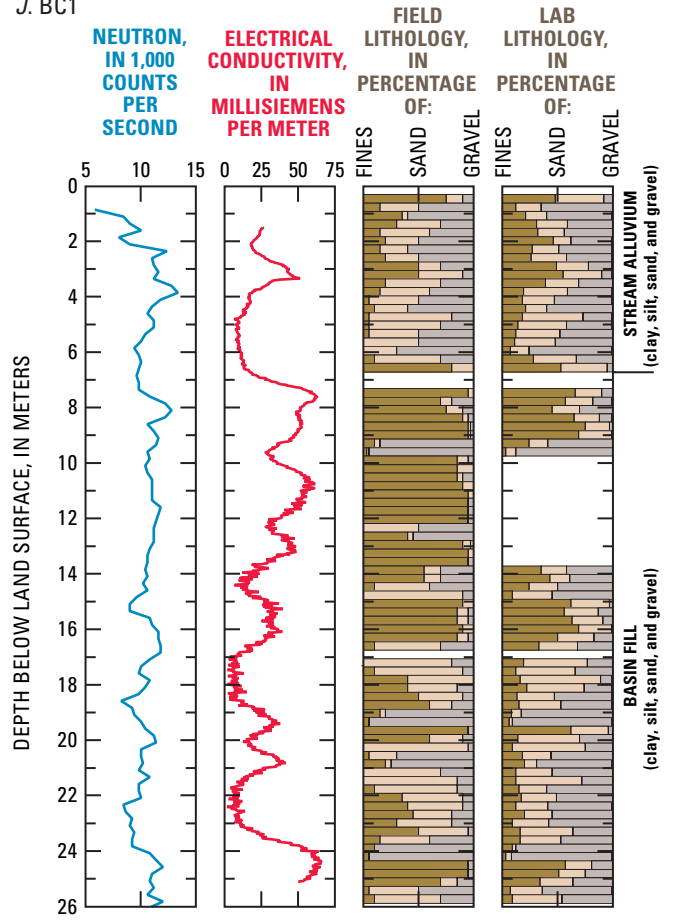 J. BC1
NEUTRON,
IN 1,000
COUNTS
PER
SECOND
ELECTRICAL
CONDUCTIVITY,
IN
MILLISIEMENS
PER METER
FIELD
LITHOLOGY,
IN
PERCENTAGE
OF:
LAB
LITHOLOGY,
IN
PERCENTAGE
OF:
FINES
SAND
GRAVEL
FINES
SAND
GRAVEL
5 10 15
0 25 50 75
0
2
4
6
8
10
12
14
16
18
20
22
24
26
DEPTH BELOW LAND SURFACE, IN METERS
STREAM ALLUVIUM
(clay, silt, sand, and gravel)
BASIN FILL
(clay, silt, sand, and gravel)